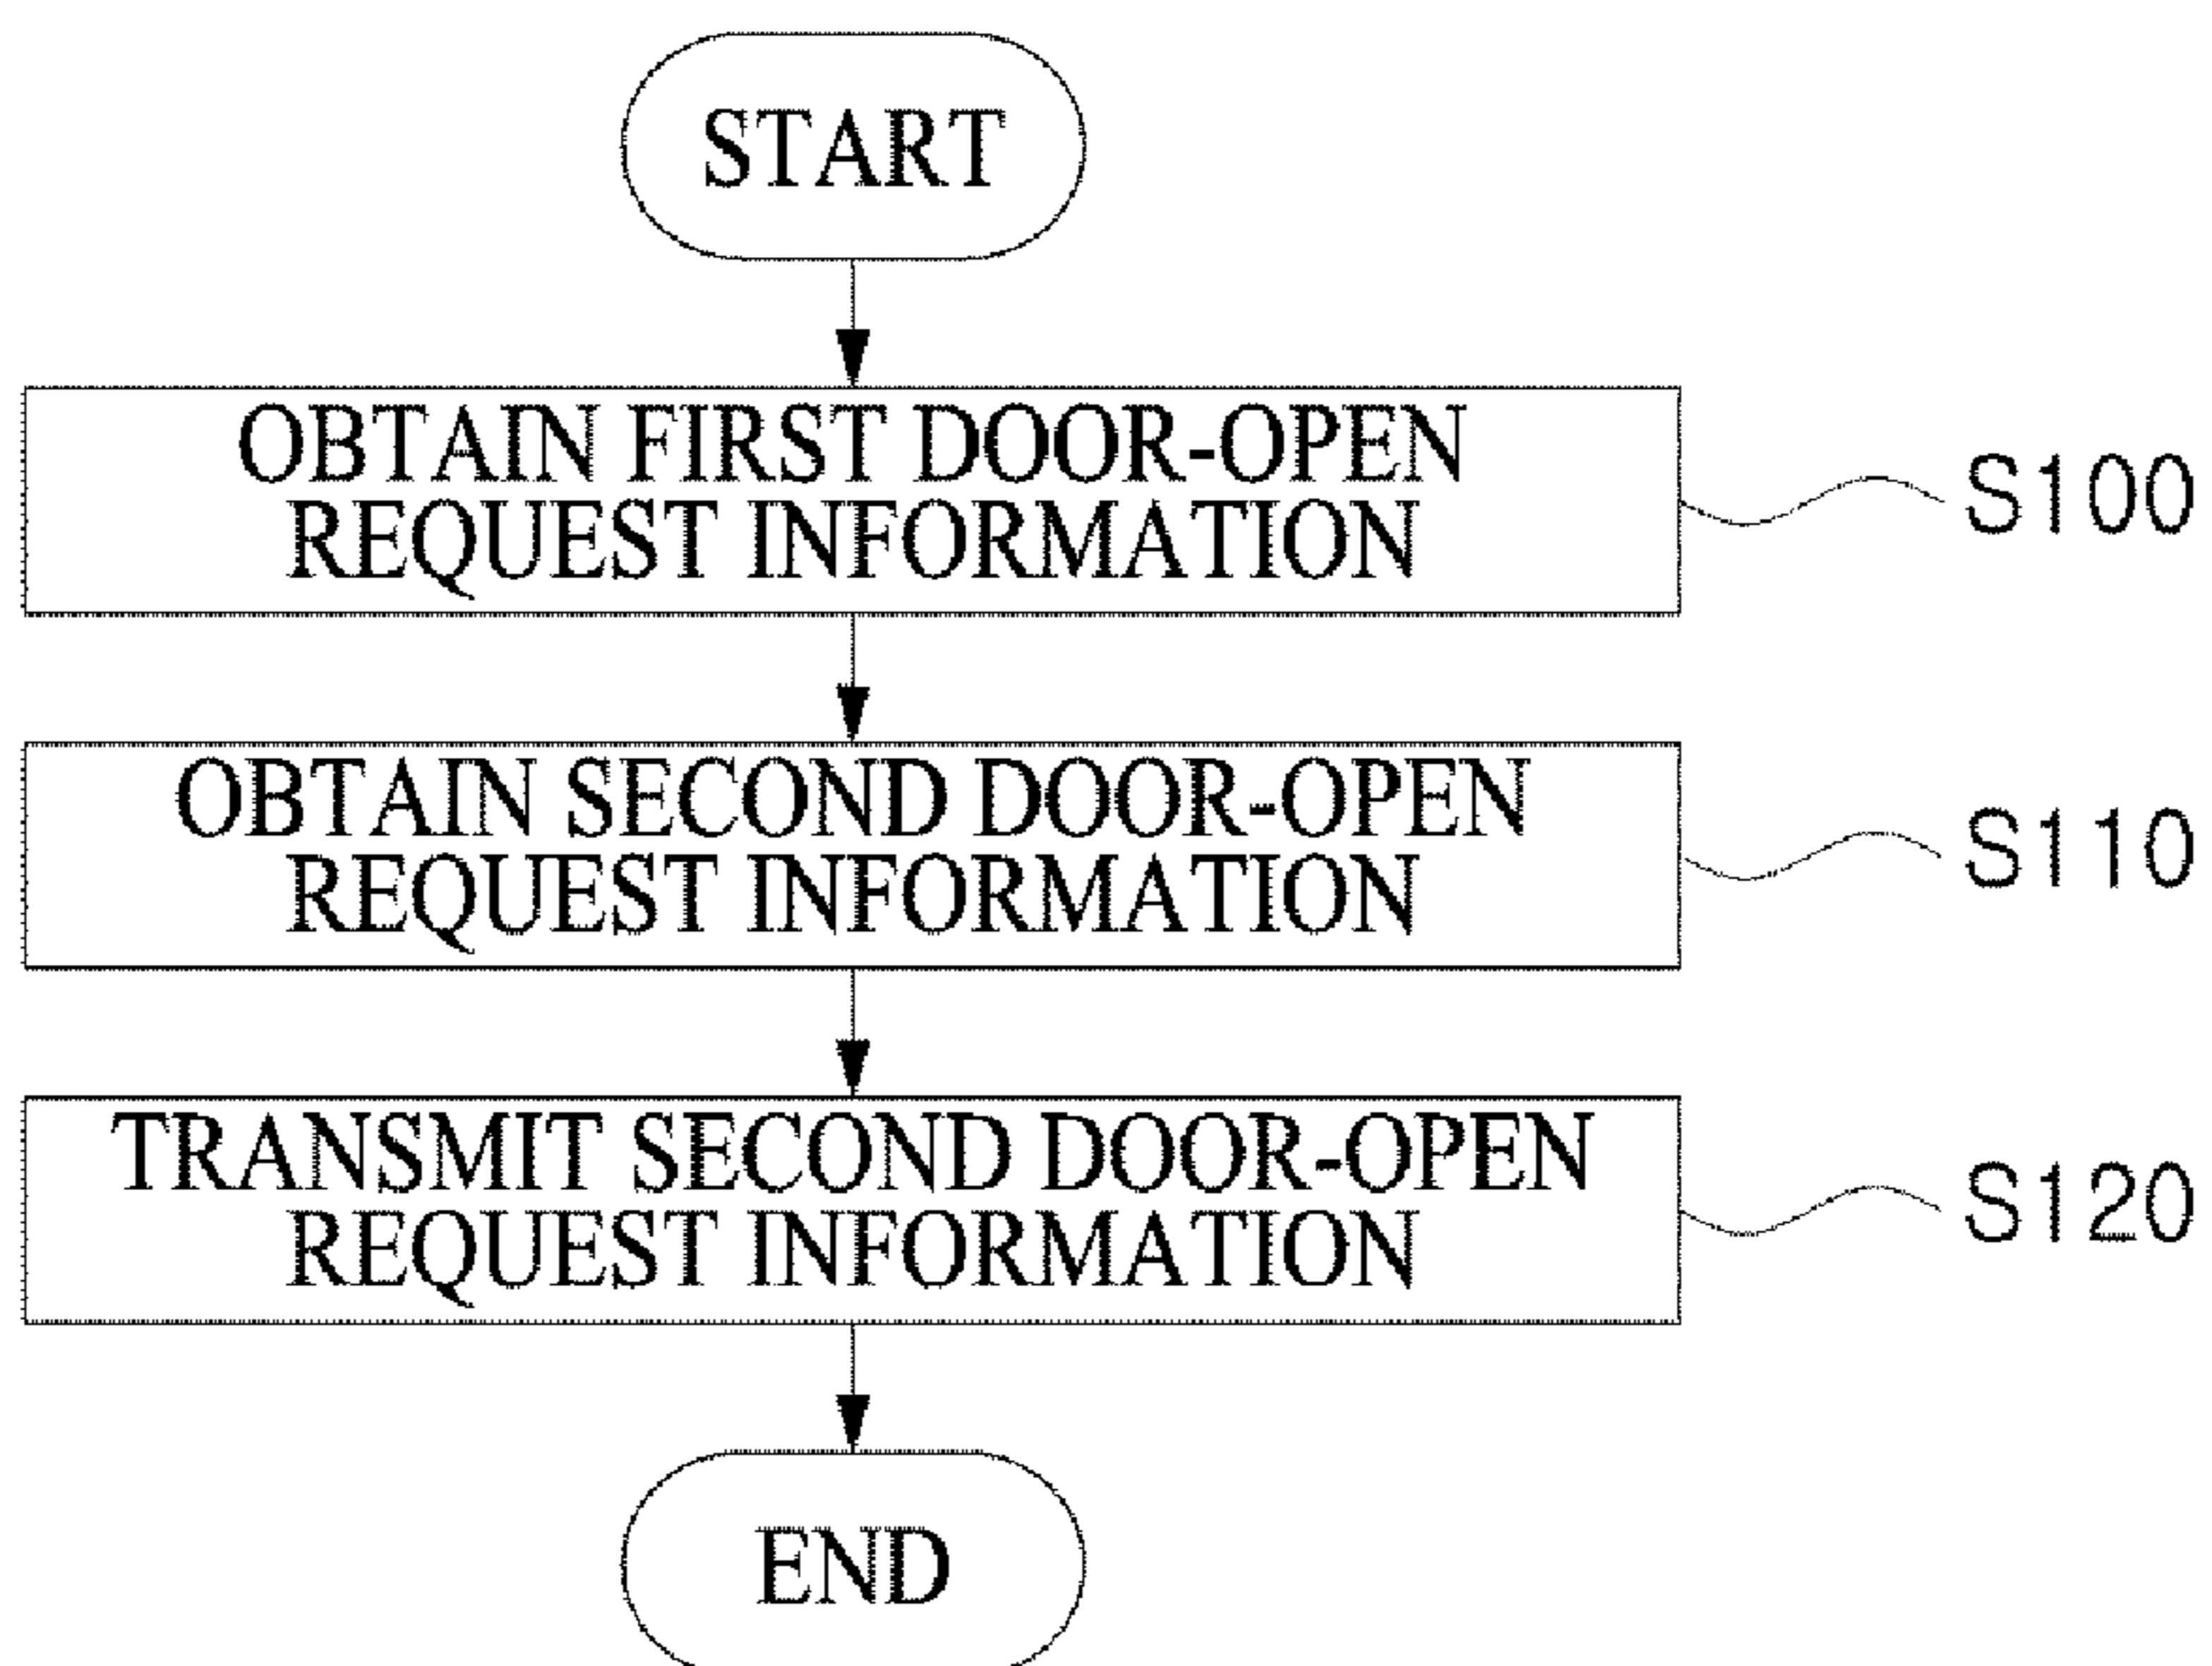 START
OBTAIN FIRST DOOR-OPEN
REQUEST INFORMATION
S100
OBTAIN SECOND DOOR-OPEN
REQUEST INFORMATION
S110
TRANSMIT SECOND DOOR-OPEN
REQUEST INFORMATION
S120
END